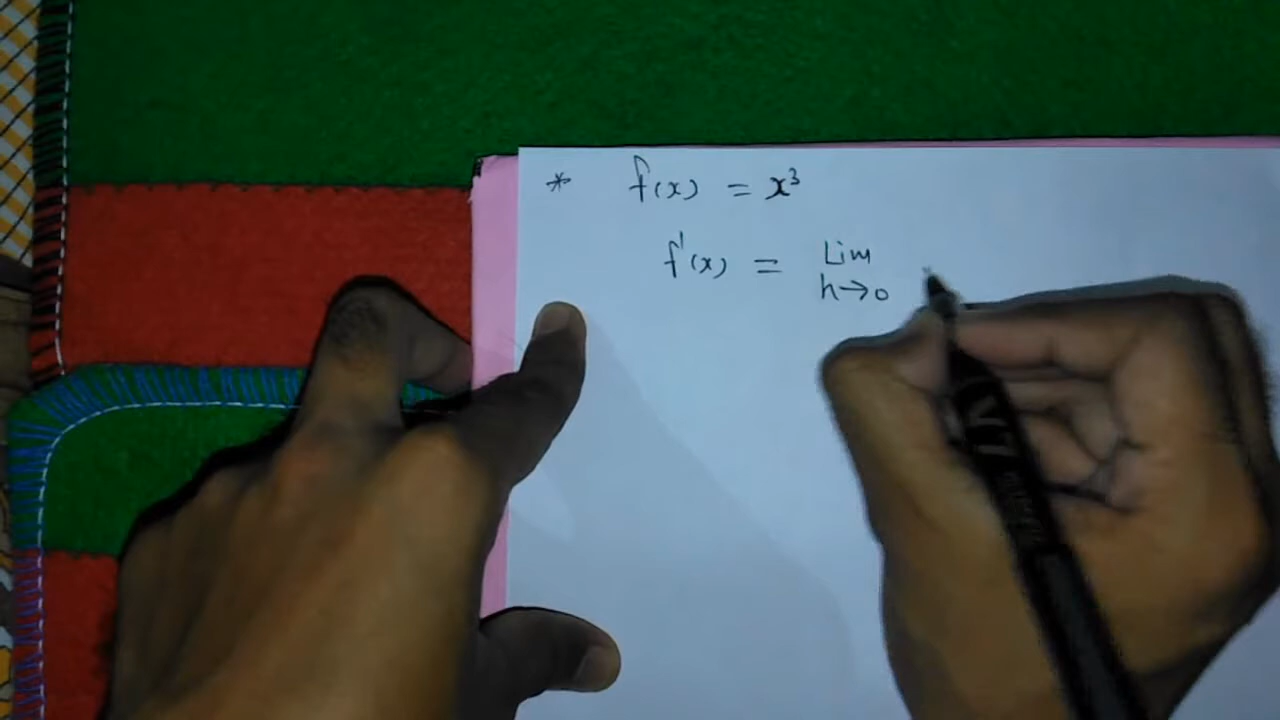 * f(x) = x³
f'(x) = Lim
h→0